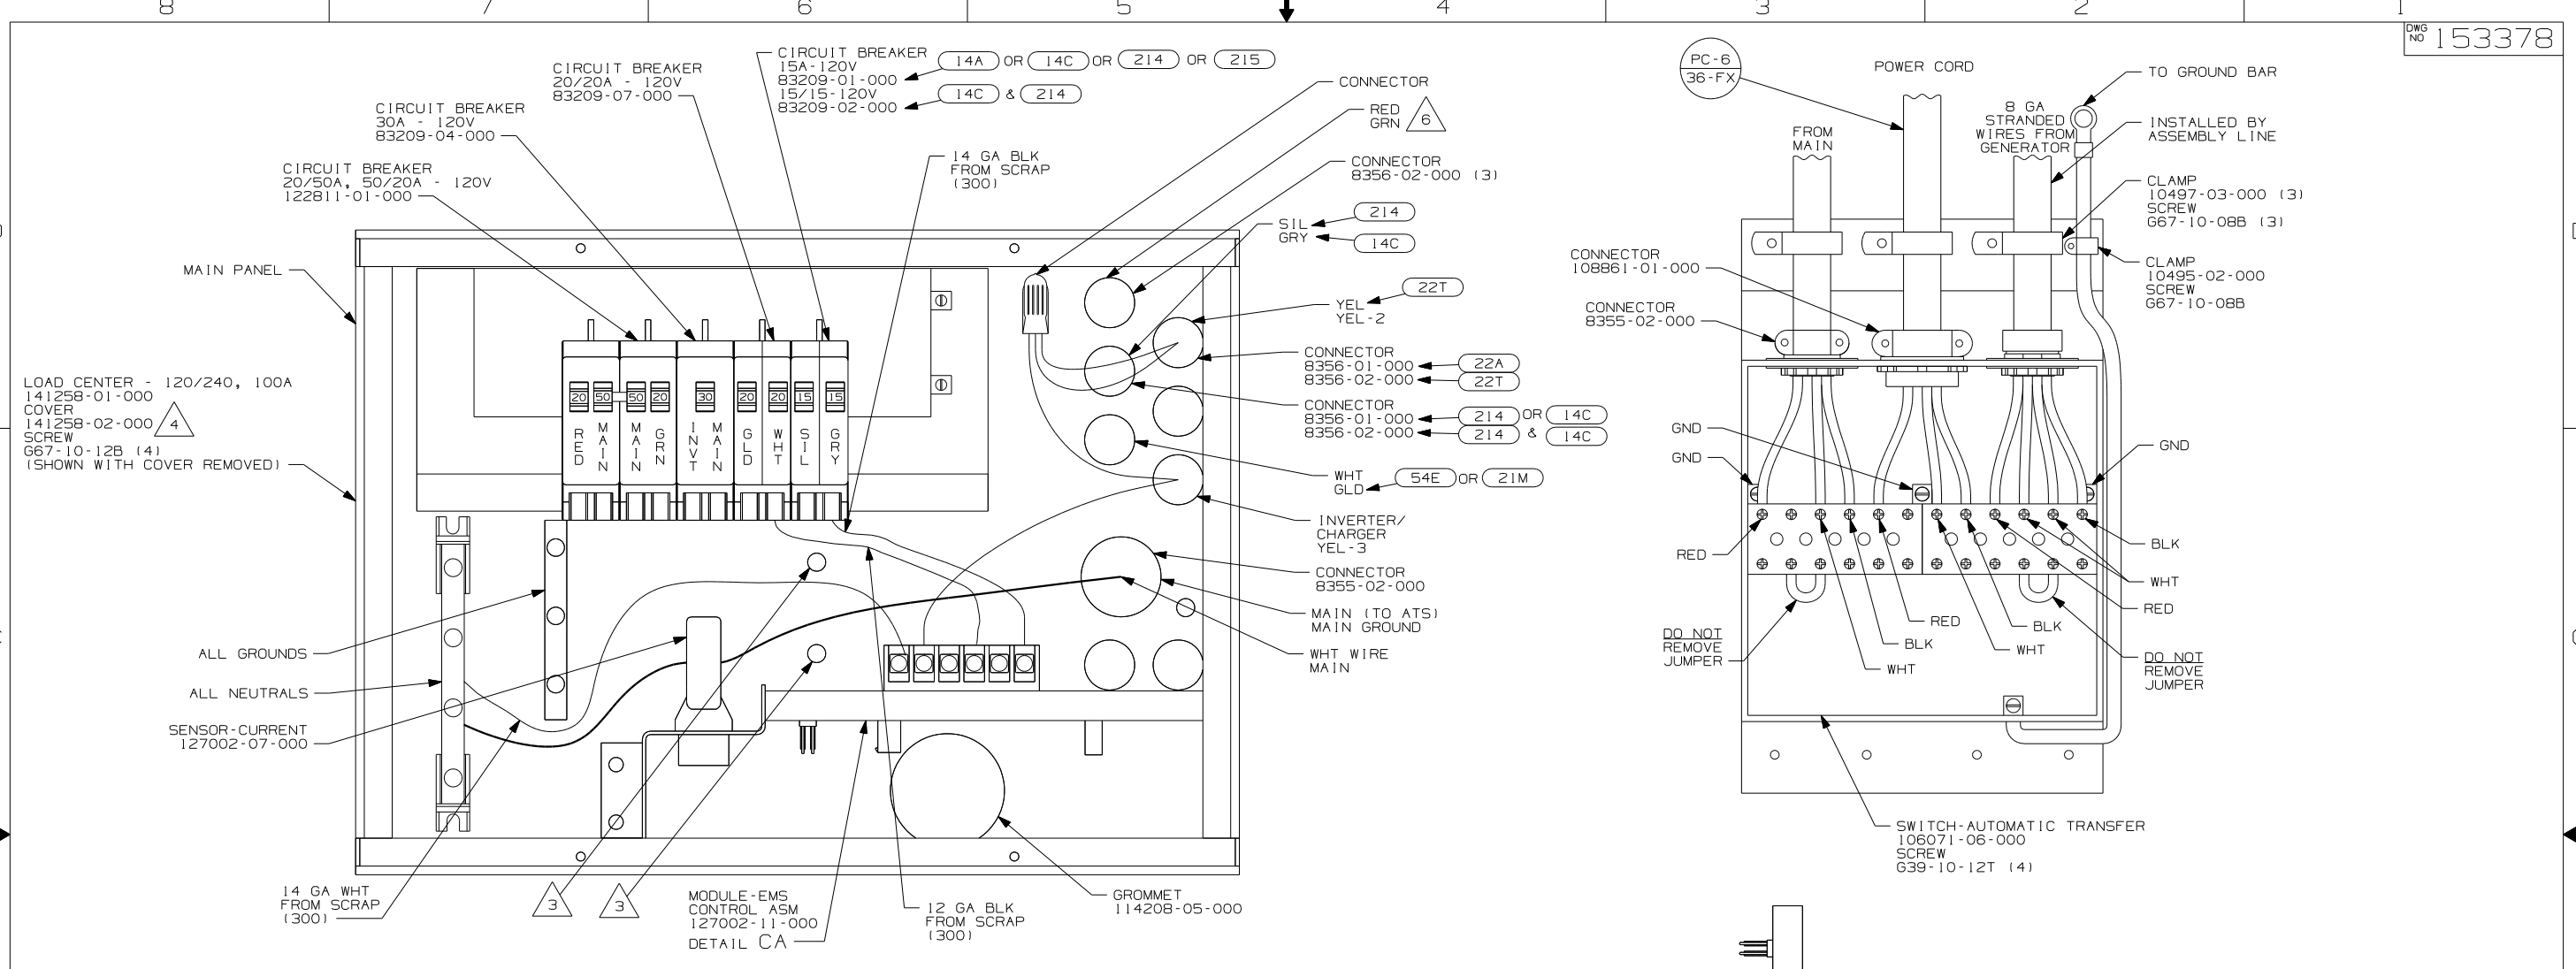 8 7 6 5 4 3 2 1
DWG NO 153378
CIRCUIT BREAKER
15A-120V
83209-01-000
15/15-120V
83209-02-000
14A OR 14C OR 214 OR 215
14C & 214
CIRCUIT BREAKER
20/20A - 120V
83209-07-000
CIRCUIT BREAKER
30A - 120V
83209-04-000
CIRCUIT BREAKER
20/50A, 50/20A - 120V
122811-01-000
MAIN PANEL
LOAD CENTER - 120/240, 100A
141258-01-000
COVER
141258-02-000
4
SCREW
G67-10-12B (4)
(SHOWN WITH COVER REMOVED)
ALL GROUNDS
ALL NEUTRALS
SENSOR-CURRENT
127002-07-000
14 GA WHT
FROM SCRAP
(300)
3
3
MODULE-EMS
CONTROL ASM
127002-11-000
DETAIL CA
12 GA BLK
FROM SCRAP
(300)
GROMMET
114208-05-000
14 GA BLK
FROM SCRAP
(300)
20 50 50 20 30 20 20 15 15
RED MAIN MAIN GRN INVT MAIN GLD WHT SIL GRY
CONNECTOR
RED
GRN
6
CONNECTOR
8356-02-000 (3)
SIL
GRY
214
14C
YEL
YEL-2
22T
CONNECTOR
8356-01-000
8356-02-000
22A
22T
CONNECTOR
8356-01-000
8356-02-000
214 OR 14C
214 & 14C
WHT
GLD
54E OR 21M
INVERTER/
CHARGER
YEL-3
CONNECTOR
8355-02-000
MAIN (TO ATS)
MAIN GROUND
WHT WIRE
MAIN
PC-6
36-FX
POWER CORD
FROM
MAIN
8 GA
STRANDED
WIRES FROM
GENERATOR
TO GROUND BAR
INSTALLED BY
ASSEMBLY LINE
CLAMP
10497-03-000 (3)
SCREW
G67-10-08B (3)
CLAMP
10495-02-000
SCREW
G67-10-08B
CONNECTOR
108861-01-000
CONNECTOR
8355-02-000
GND
GND
GND
RED
BLK
WHT
RED
DO NOT
REMOVE
JUMPER
RED
BLK
WHT
BLK
WHT
DO NOT
REMOVE
JUMPER
SWITCH-AUTOMATIC TRANSFER
106071-06-000
SCREW
G39-10-12T (4)